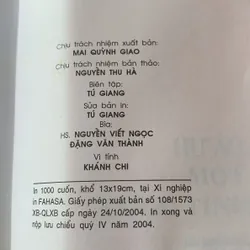 Chịu trách nhiệm xuất bản:
MAI QUỲNH GIAO
Chịu trách nhiệm bản thảo:
NGUYỄN THU HÀ
Biên tập:
TÚ GIANG
Sửa bản in:
TÚ GIANG
Bìa:
HS. NGUYỄN VIẾT NGỌC
ĐẶNG VĂN THÀNH
Vi tính
KHÁNH CHI
In 1000 cuốn, khổ 13x19cm, tại Xí nghiệp
in FAHASA. Giấy phép xuất bản số 108/1573
XB-QLXB cấp ngày 24/10/2004. In xong và
nộp lưu chiểu quý IV năm 2004.